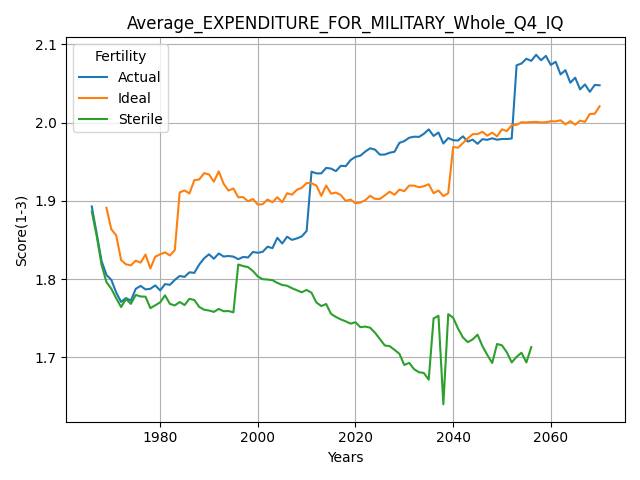 Average_EXPENDITURE_FOR_MILITARY_Whole_Q4_IQ
Fertility
Actual
Ideal
Sterile
Score(1-3)
2.1
2.0
1.9
1.8
1.7
1980
2000
2020
2040
2060
Years